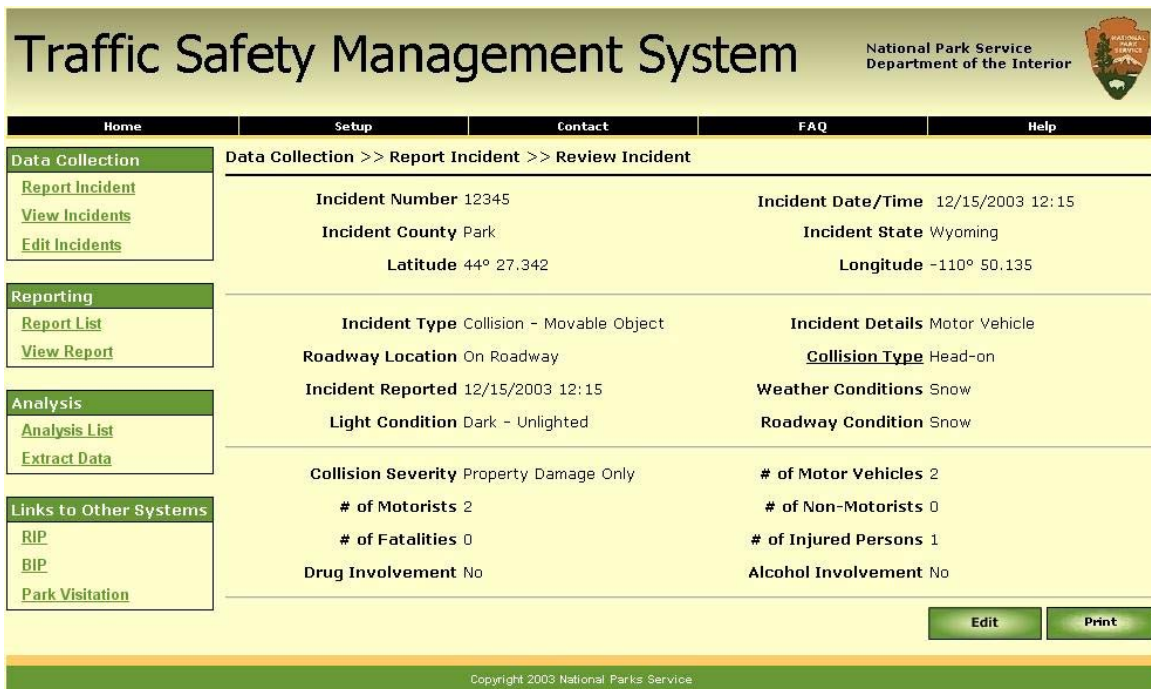 Traffic Safety Management System
National Park Service
Department of the Interior
NATIONAL
PARK
SERVICE
Home Setup Contact FAQ Help
Data Collection
Report Incident
View Incidents
Edit Incidents
Reporting
Report List
View Report
Analysis
Analysis List
Extract Data
Links to Other Systems
RIP
BIP
Park Visitation
Data Collection >> Report Incident >> Review Incident
Incident Number 12345 Incident Date/Time 12/15/2003 12:15
Incident County Park Incident State Wyoming
Latitude 44º 27.342 Longitude -110º 50.135
Incident Type Collision - Movable Object Incident Details Motor Vehicle
Roadway Location On Roadway Collision Type Head-on
Incident Reported 12/15/2003 12:15 Weather Conditions Snow
Light Condition Dark - Unlighted Roadway Condition Snow
Collision Severity Property Damage Only # of Motor Vehicles 2
# of Motorists 2 # of Non-Motorists 0
# of Fatalities 0 # of Injured Persons 1
Drug Involvement No Alcohol Involvement No
Edit Print
Copyright 2003 National Parks Service